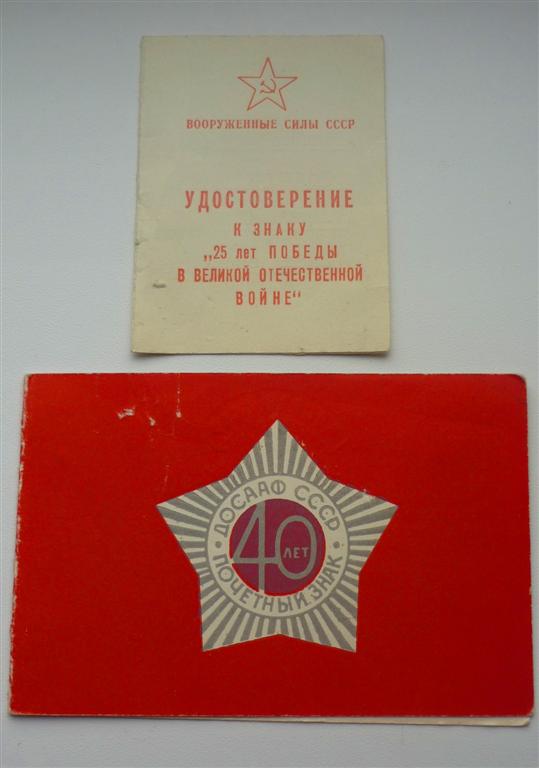 ВООРУЖЕННЫЕ СИЛЫ СССР
УДОСТОВЕРЕНИЕ
К ЗНАКУ
„25 лет ПОБЕДЫ
В ВЕЛИКОЙ ОТЕЧЕСТВЕННОЙ
ВОЙНЕ“
ДОСААФ СССР
40
ЛЕТ
ПОЧЕТНЫЙ ЗНАК